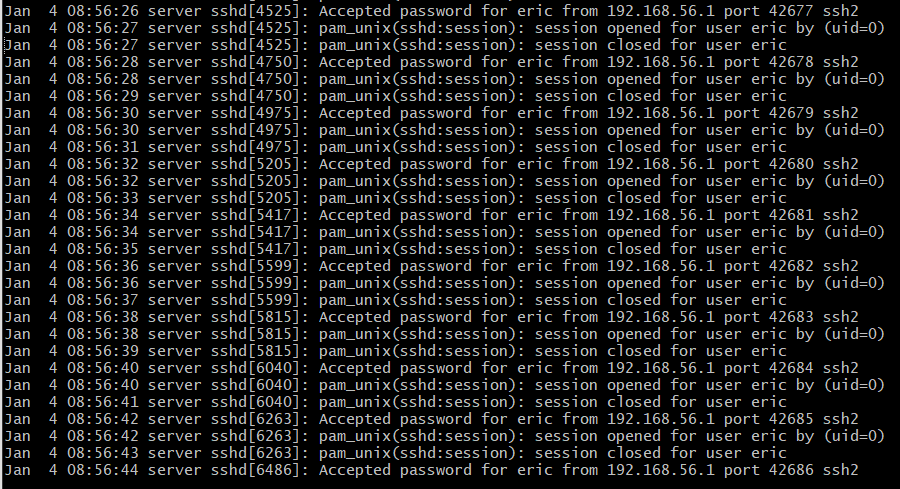 Jan  4 08:56:26 server sshd[4525]: Accepted password for eric from 192.168.56.1 port 42677 ssh2
Jan  4 08:56:27 server sshd[4525]: pam_unix(sshd:session): session opened for user eric by (uid=0)
Jan  4 08:56:27 server sshd[4525]: pam_unix(sshd:session): session closed for user eric
Jan  4 08:56:28 server sshd[4750]: Accepted password for eric from 192.168.56.1 port 42678 ssh2
Jan  4 08:56:28 server sshd[4750]: pam_unix(sshd:session): session opened for user eric by (uid=0)
Jan  4 08:56:29 server sshd[4750]: pam_unix(sshd:session): session closed for user eric
Jan  4 08:56:30 server sshd[4975]: Accepted password for eric from 192.168.56.1 port 42679 ssh2
Jan  4 08:56:30 server sshd[4975]: pam_unix(sshd:session): session opened for user eric by (uid=0)
Jan  4 08:56:31 server sshd[4975]: pam_unix(sshd:session): session closed for user eric
Jan  4 08:56:32 server sshd[5205]: Accepted password for eric from 192.168.56.1 port 42680 ssh2
Jan  4 08:56:32 server sshd[5205]: pam_unix(sshd:session): session opened for user eric by (uid=0)
Jan  4 08:56:33 server sshd[5205]: pam_unix(sshd:session): session closed for user eric
Jan  4 08:56:34 server sshd[5417]: Accepted password for eric from 192.168.56.1 port 42681 ssh2
Jan  4 08:56:34 server sshd[5417]: pam_unix(sshd:session): session opened for user eric by (uid=0)
Jan  4 08:56:35 server sshd[5417]: pam_unix(sshd:session): session closed for user eric
Jan  4 08:56:36 server sshd[5599]: Accepted password for eric from 192.168.56.1 port 42682 ssh2
Jan  4 08:56:36 server sshd[5599]: pam_unix(sshd:session): session opened for user eric by (uid=0)
Jan  4 08:56:37 server sshd[5599]: pam_unix(sshd:session): session closed for user eric
Jan  4 08:56:38 server sshd[5815]: Accepted password for eric from 192.168.56.1 port 42683 ssh2
Jan  4 08:56:38 server sshd[5815]: pam_unix(sshd:session): session opened for user eric by (uid=0)
Jan  4 08:56:39 server sshd[5815]: pam_unix(sshd:session): session closed for user eric
Jan  4 08:56:40 server sshd[6040]: Accepted password for eric from 192.168.56.1 port 42684 ssh2
Jan  4 08:56:40 server sshd[6040]: pam_unix(sshd:session): session opened for user eric by (uid=0)
Jan  4 08:56:41 server sshd[6040]: pam_unix(sshd:session): session closed for user eric
Jan  4 08:56:42 server sshd[6263]: Accepted password for eric from 192.168.56.1 port 42685 ssh2
Jan  4 08:56:42 server sshd[6263]: pam_unix(sshd:session): session opened for user eric by (uid=0)
Jan  4 08:56:43 server sshd[6263]: pam_unix(sshd:session): session closed for user eric
Jan  4 08:56:44 server sshd[6486]: Accepted password for eric from 192.168.56.1 port 42686 ssh2